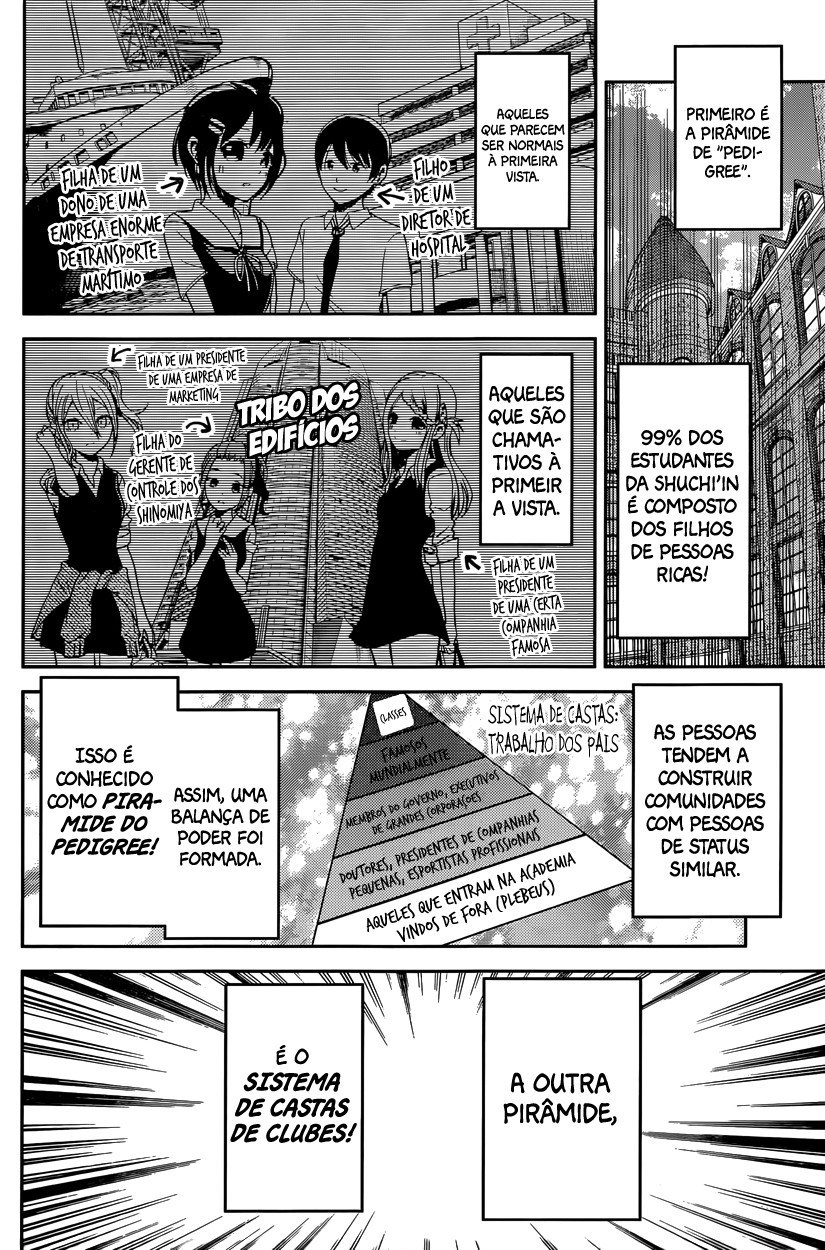 PRIMEIRO É
A PIRÂMIDE
DE "PEDI-
GREE".
99% DOS
ESTUDANTES
DA SHUCHI'IN
É COMPOSTO
DOS FILHOS
DE PESSOAS
RICAS!
AQUELES
QUE PARECEM
SER NORMAIS
À PRIMEIRA
VISTA.
FILHO
DE UM
DIRETOR DE
HOSPITAL
FILHA DE UM
DONO DE UMA
EMPRESA ENORME
DE TRANSPORTE
MARÍTIMO
AQUELES
QUE SÃO
CHAMA-
TIVOS À
PRIMEIR
A VISTA.
FILHA DE UM
PRESIDENTE
DE UMA CERTA
COMPANHIA
FAMOSA
TRIBO DOS
EDIFÍCIOS
FILHA DE UM PRESIDENTE
DE UMA EMPRESA DE
MARKETING
FILHA DO
GERENTE DE
CONTROLE DOS
SHINOMIYA
AS PESSOAS
TENDEM A
CONSTRUIR
COMUNIDADES
COM PESSOAS
DE STATUS
SIMILAR.
SISTEMA DE CASTAS:
TRABALHO DOS PAIS
CLASSES
FAMOSOS
MUNDIALMENTE
MEMBROS DO GOVERNO, EXECUTIVOS
DE GRANDES CORPORASOES
DOUTORES, PRESIDENTES DE COMPANHIAS
PEQUENAS, ESPORTISTAS PROFISSIONAIS
AQUELES QUE ENTRAM NA ACADEMIA
VINDOS DE FORA (PLEBEUS)
ASSIM, UMA
BALANÇA DE
PODER FOI
FORMADA.
ISSO É
CONHECIDO
COMO PIRA-
MIDE DO
PEDIGREE!
A OUTRA
PIRÂMIDE,
É O
SISTEMA
DE CASTAS
DE CLUBES!